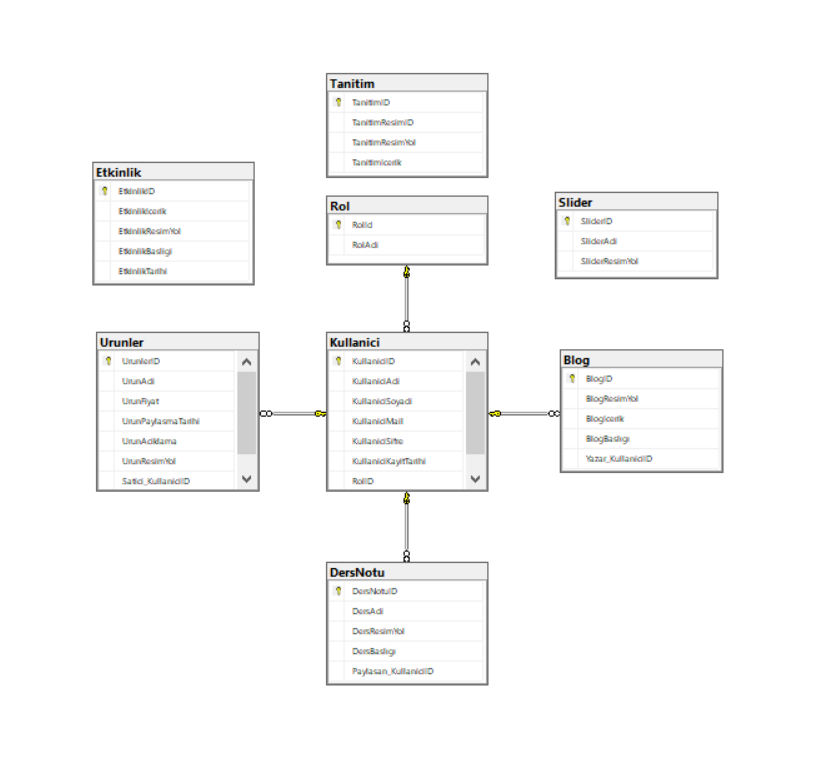 Tanitim
TanitimID
TanitimResimID
TanitimResimYol
TanitimIcerik
Etkinlik
EtkinlikID
EtkinlikIcerik
EtkinlikResimYol
EtkinlikBasligi
EtkinlikTarihi
Rol
RolId
RolAdi
Slider
SliderID
SliderAdi
SliderResimYol
Urunler
UrunlerID
UrunAdi
UrunFiyat
UrunPaylasmaTarihi
UrunAciklama
UrunResimYol
Satici_KullaniciID
Kullanici
KullaniciID
KullaniciAdi
KullaniciSoyadi
KullaniciMail
KullaniciSifre
KullaniciKayitTarihi
RolID
Blog
BlogID
BlogResimYol
BlogIcerik
BlogBaslıgı
Yazar_KullaniciID
DersNotu
DersNotuID
DersAdi
DersResimYol
DersBaslıgı
Paylasan_KullaniciID